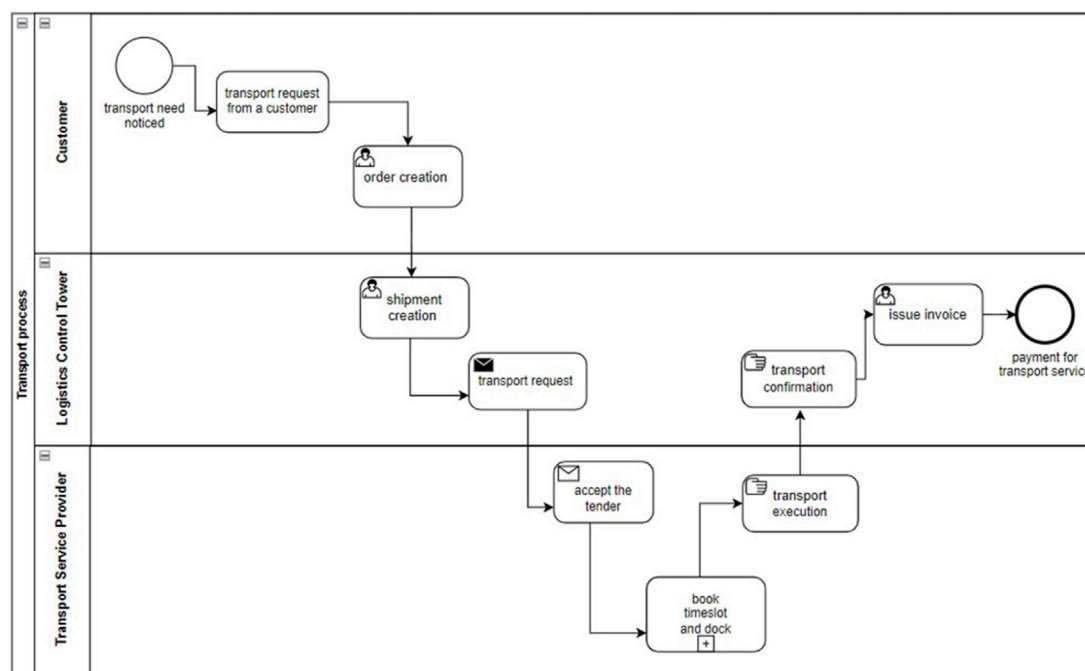 Transport process
Customer
transport need
noticed
transport request
from a customer
order creation
Logistics Control Tower
shipment
creation
transport request
transport
confirmation
issue invoice
payment for
transport service
Transport Service Provider
accept the
tender
book
timeslot
and dock
transport
execution